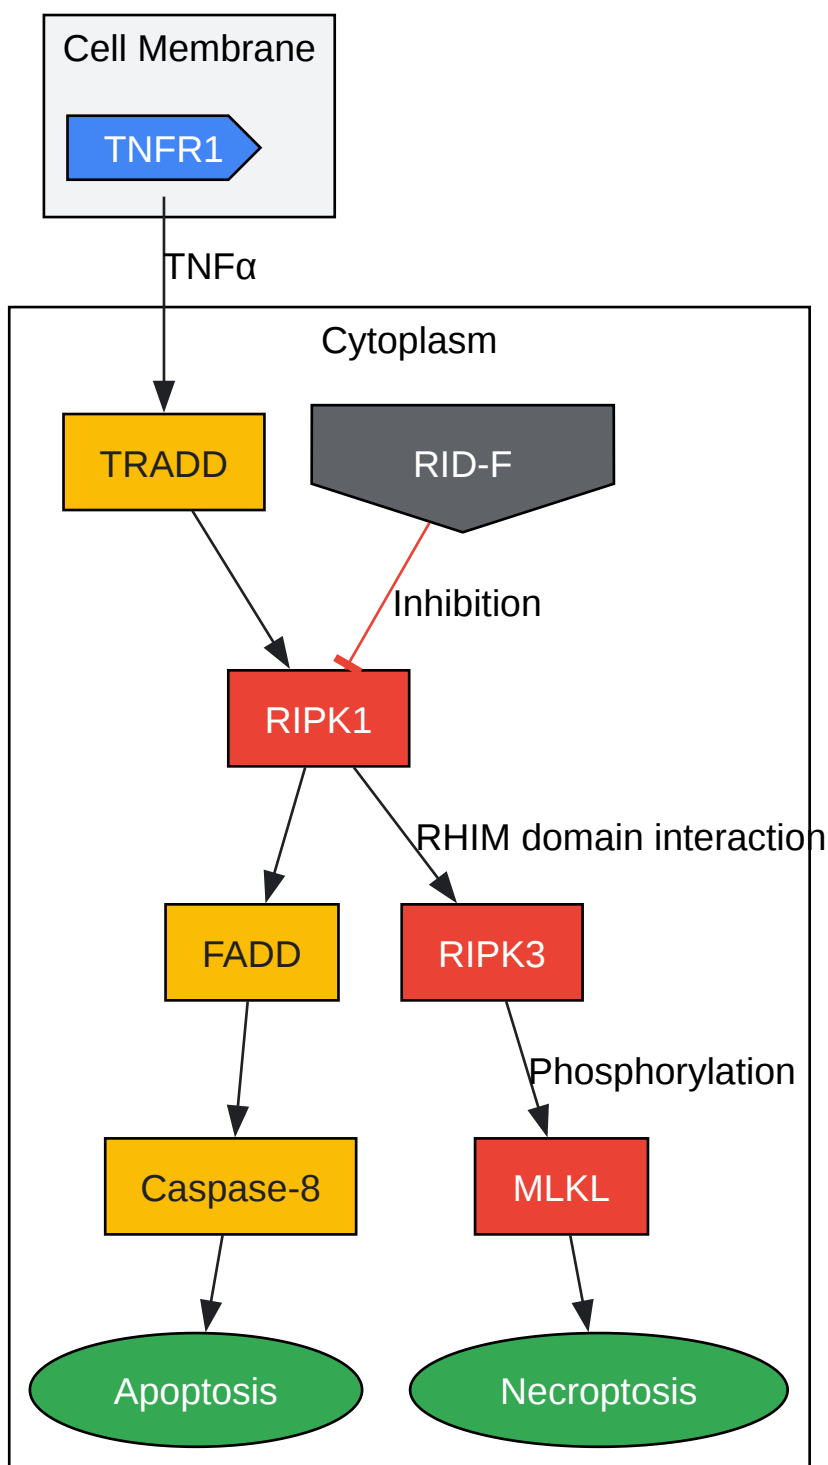 Cell Membrane
TNFR1
TNFα
Cytoplasm
TRADD
RID-F
Inhibition
RIPK1
RHIM domain interaction
FADD
RIPK3
Phosphorylation
Caspase-8
MLKL
Apoptosis
Necroptosis